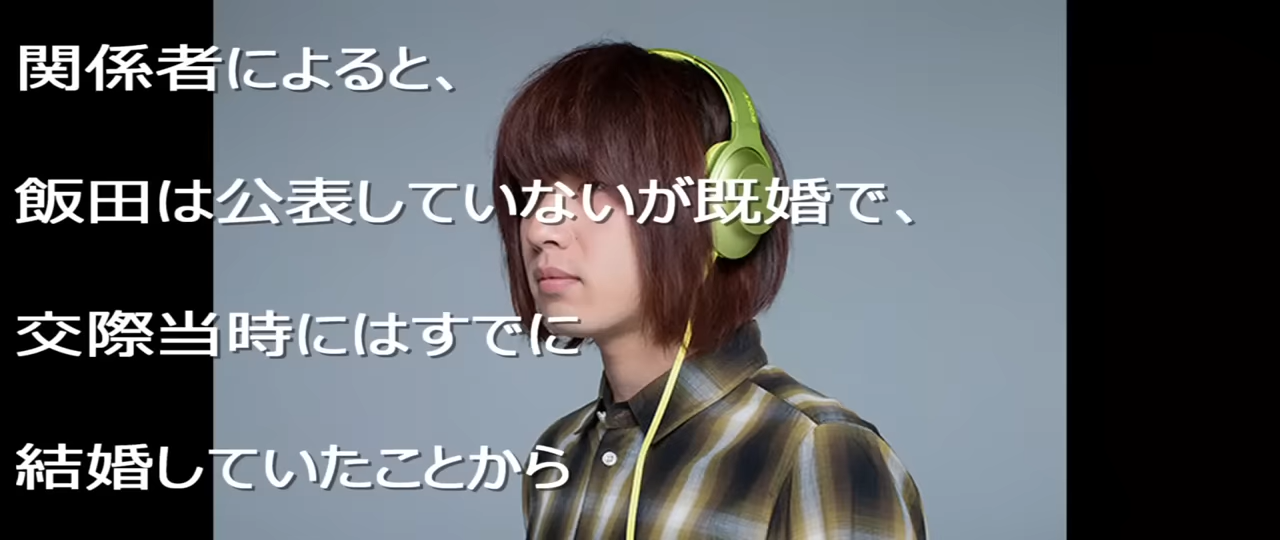 関係者によると、
飯田は公表していないが既婚で、
交際当時にはすでに
結婚していたことから